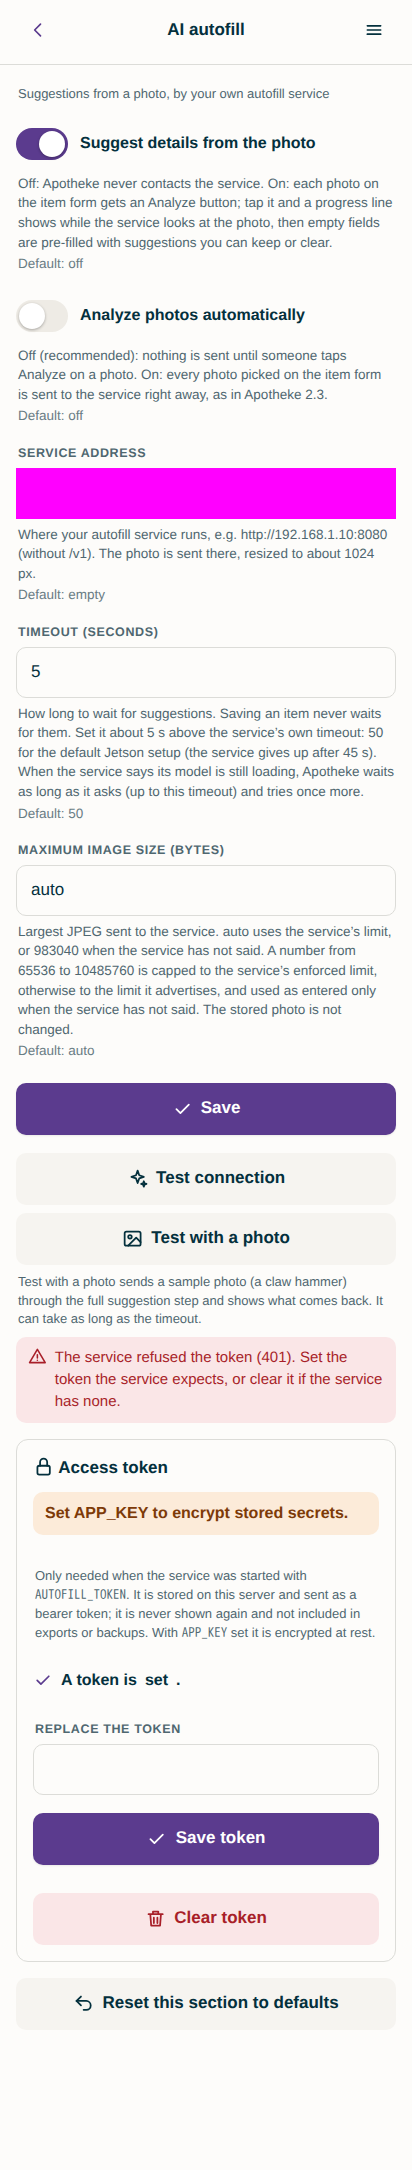 AI autofill
Suggestions from a photo, by your own autofill service
Suggest details from the photo
Off: Apotheke never contacts the service. On: each photo on
the item form gets an Analyze button; tap it and a progress line
shows while the service looks at the photo, then empty fields
are pre-filled with suggestions you can keep or clear.
Default: off
Analyze photos automatically
Off (recommended): nothing is sent until someone taps
Analyze on a photo. On: every photo picked on the item form
is sent to the service right away, as in Apotheke 2.3.
Default: off
SERVICE ADDRESS
Where your autofill service runs, e.g. http://192.168.1.10:8080
(without /v1). The photo is sent there, resized to about 1024
px.
Default: empty
TIMEOUT (SECONDS)
5
How long to wait for suggestions. Saving an item never waits
for them. Set it about 5 s above the service’s own timeout: 50
for the default Jetson setup (the service gives up after 45 s).
When the service says its model is still loading, Apotheke waits
as long as it asks (up to this timeout) and tries once more.
Default: 50
MAXIMUM IMAGE SIZE (BYTES)
auto
Largest JPEG sent to the service. auto uses the service’s limit,
or 983040 when the service has not said. A number from
65536 to 10485760 is capped to the service’s enforced limit,
otherwise to the limit it advertises, and used as entered only
when the service has not said. The stored photo is not
changed.
Default: auto
Save
Test connection
Test with a photo
Test with a photo sends a sample photo (a claw hammer)
through the full suggestion step and shows what comes back. It
can take as long as the timeout.
The service refused the token (401). Set the
token the service expects, or clear it if the service
has none.
Access token
Set APP_KEY to encrypt stored secrets.
Only needed when the service was started with
AUTOFILL_TOKEN. It is stored on this server and sent as a
bearer token; it is never shown again and not included in
exports or backups. With APP_KEY set it is encrypted at rest.
A token is set .
REPLACE THE TOKEN
Save token
Clear token
Reset this section to defaults